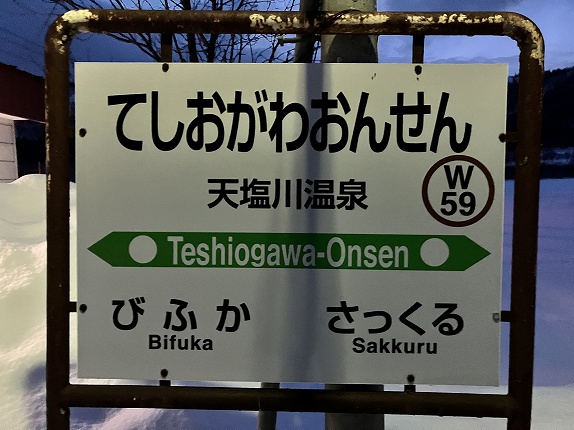 てしおがわおんせん
天塩川温泉
W
59
Teshiogawa-Onsen
びふか さっくる
Bifuka Sakkuru